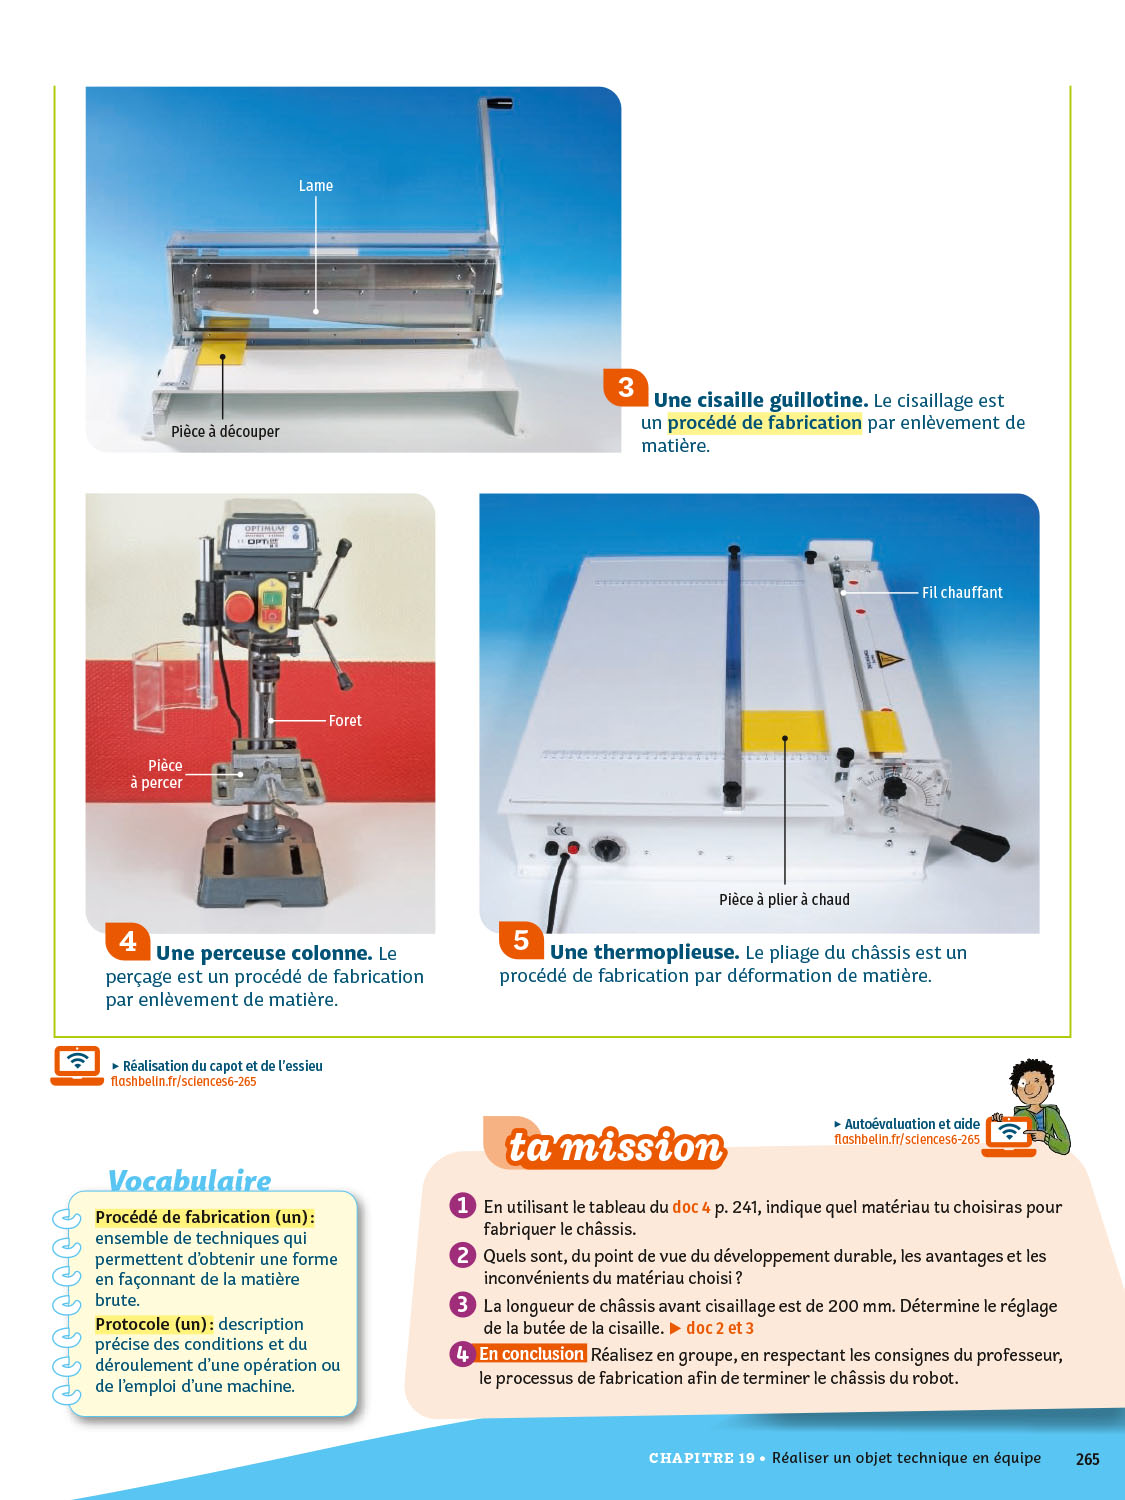 Lame
Pièce à découper
3
Une cisaille guillotine. Le cisaillage est
un procédé de fabrication par enlèvement de
matière.
OPTIMUM
Foret
Pièce
à percer
4
Une perceuse colonne. Le
perçage est un procédé de fabrication
par enlèvement de matière.
Fil chauffant
CE
Pièce à plier à chaud
5
Une thermoplieuse. Le pliage du châssis est un
procédé de fabrication par déformation de matière.
▸ Réalisation du capot et de l'essieu
flashbelin.fr/sciences6-265
Vocabulaire
Procédé de fabrication (un) :
ensemble de techniques qui
permettent d'obtenir une forme
en façonnant de la matière
brute.
Protocole (un) : description
précise des conditions et du
déroulement d'une opération ou
de l'emploi d'une machine.
ta mission
▸ Autoévaluation et aide
flashbelin.fr/sciences6-265
1 En utilisant le tableau du doc 4 p. 241, indique quel matériau tu choisiras pour
fabriquer le châssis.
2 Quels sont, du point de vue du développement durable, les avantages et les
inconvénients du matériau choisi ?
3 La longueur de châssis avant cisaillage est de 200 mm. Détermine le réglage
de la butée de la cisaille. ▸ doc 2 et 3
4 En conclusion Réalisez en groupe, en respectant les consignes du professeur,
le processus de fabrication afin de terminer le châssis du robot.
CHAPITRE 19 • Réaliser un objet technique en équipe 265